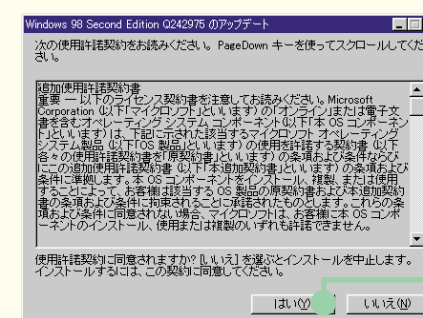 Windows 98 Second Edition Q242975 のアップデート
次の使用許諾契約をお読みください。PageDown キーを使ってスクロールしてくだ
さい。
追加使用許諾契約書
重要 — 以下のライセンス契約書を注意してお読みください。Microsoft
Corporation (以下「マイクロソフト」といいます) の「オンライン」または電子文
書を含むオペレーティング システム コンポーネント (以下「本 OS コンポーネン
ト」といいます) は、下記に示された該当するマイクロソフト オペレーティング
システム製品 (以下「OS 製品」といいます) の使用を許諾する契約書 (以下
各々の使用許諾契約書を「原契約書」といいます) の条項および条件ならび
にこの追加使用許諾契約書 (以下「本追加契約書」といいます) の条項および
条件に準拠します。本 OS コンポーネントをインストール、複製、または使用
することによって、お客様は該当する OS 製品の原契約書および本追加契約
書の条項および条件に拘束されることに承諾されたものとします。これらの条
項および条件に同意されない場合、マイクロソフトは、お客様に本 OS コンポ
ーネントのインストール、使用または複製のいずれも許諾できません。
使用許諾契約に同意されますか? [いいえ] を選ぶとインストールを中止します。
インストールするには、この契約に同意してください。
はい(Y)
いいえ(N)